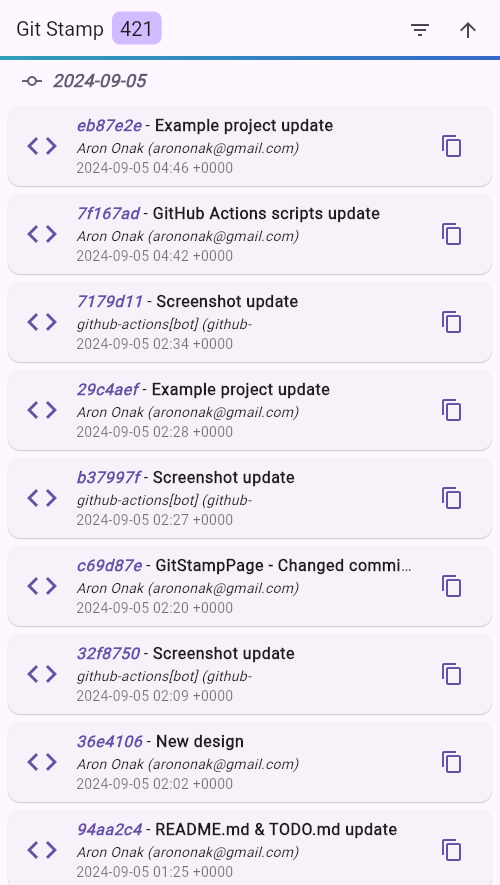 Git Stamp 421
2024-09-05
eb87e2e - Example project update
Aron Onak (arononak@gmail.com)
2024-09-05 04:46 +0000
7f167ad - GitHub Actions scripts update
Aron Onak (arononak@gmail.com)
2024-09-05 04:42 +0000
7179d11 - Screenshot update
github-actions[bot] (github-
2024-09-05 02:34 +0000
29c4aef - Example project update
Aron Onak (arononak@gmail.com)
2024-09-05 02:28 +0000
b37997f - Screenshot update
github-actions[bot] (github-
2024-09-05 02:27 +0000
c69d87e - GitStampPage - Changed commi…
Aron Onak (arononak@gmail.com)
2024-09-05 02:20 +0000
32f8750 - Screenshot update
github-actions[bot] (github-
2024-09-05 02:09 +0000
36e4106 - New design
Aron Onak (arononak@gmail.com)
2024-09-05 02:02 +0000
94aa2c4 - README.md & TODO.md update
Aron Onak (arononak@gmail.com)
2024-09-05 01:25 +0000